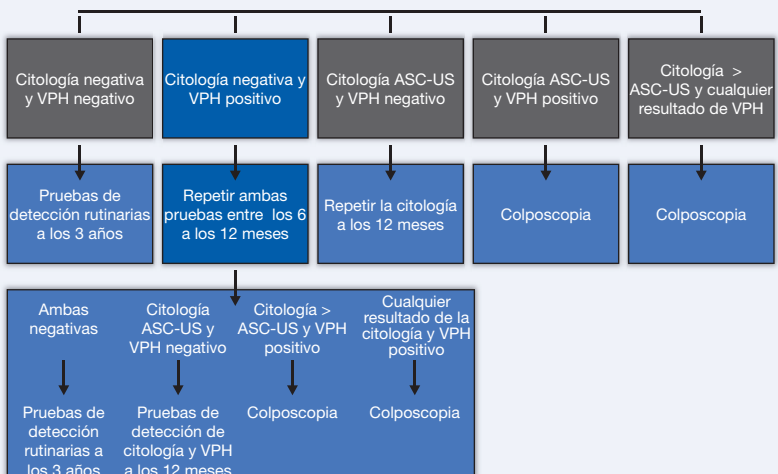 Citología negativa
y VPH negativo
Citología negativa y
VPH positivo
Citología ASC-US
y VPH negativo
Citología ASC-US
y VPH positivo
Citología >
ASC-US y cualquier
resultado de VPH
Pruebas de
detección rutinarias
a los 3 años
Repetir ambas
pruebas entre los 6
a los 12 meses
Repetir la citología
a los 12 meses
Colposcopia
Colposcopia
Ambas
negativas
Citología
ASC-US y
VPH negativo
Citología >
ASC-US y VPH
positivo
Cualquier
resultado de la
citología y VPH
positivo
Pruebas de
detección
rutinarias a
los 3 años
Pruebas de
detección de
citología y VPH
a los 12 meses
Colposcopia
Colposcopia